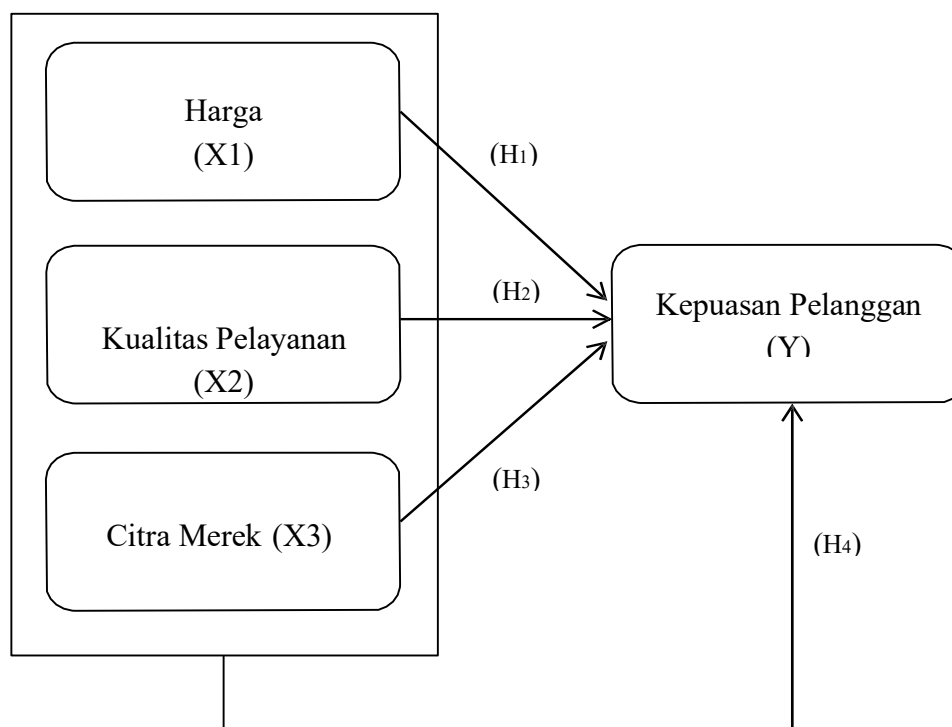 Harga
(X1)
(H1)
Kualitas Pelayanan
(X2)
(H2)
Kepuasan Pelanggan
(Y)
Citra Merek (X3)
(H3)
(H4)